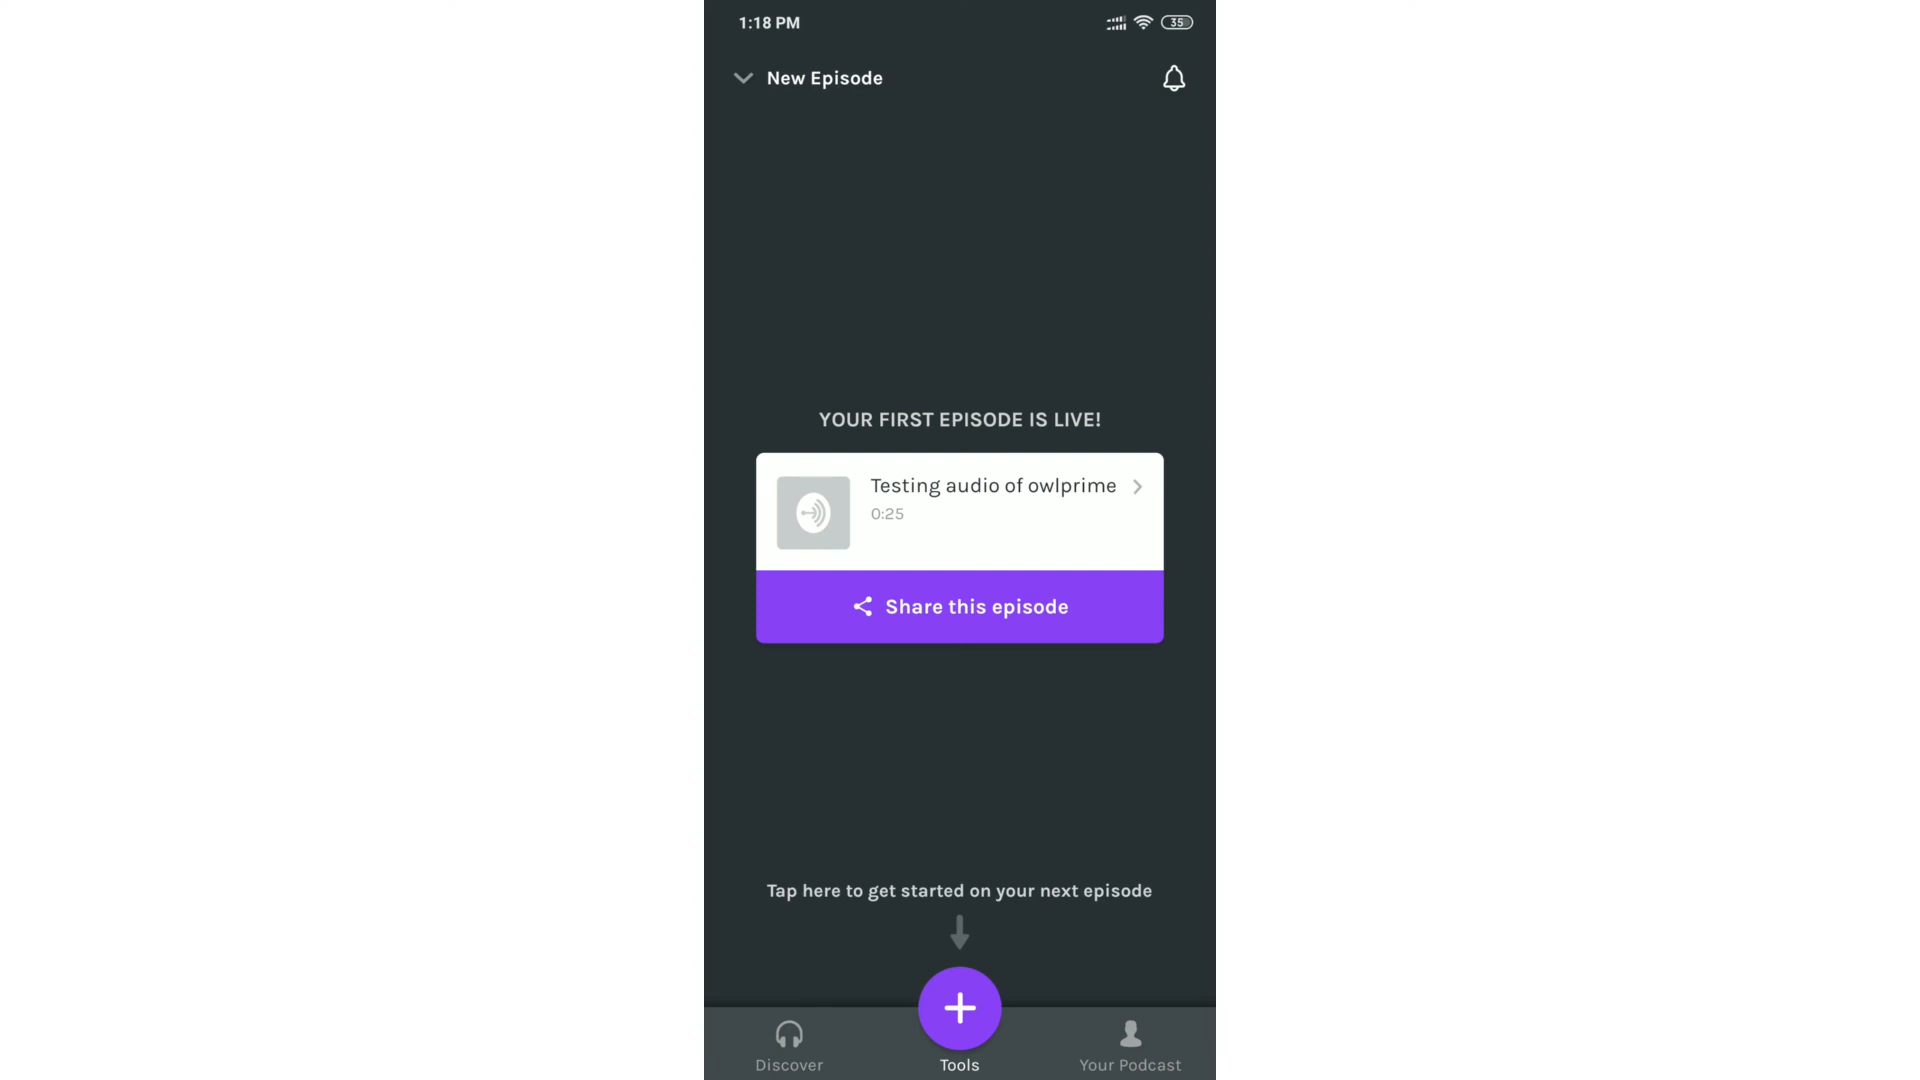 1:18 PM
35
New Episode
YOUR FIRST EPISODE IS LIVE!
Testing audio of owlprime
0:25
Share this episode
Tap here to get started on your next episode
Discover
Tools
Your Podcast